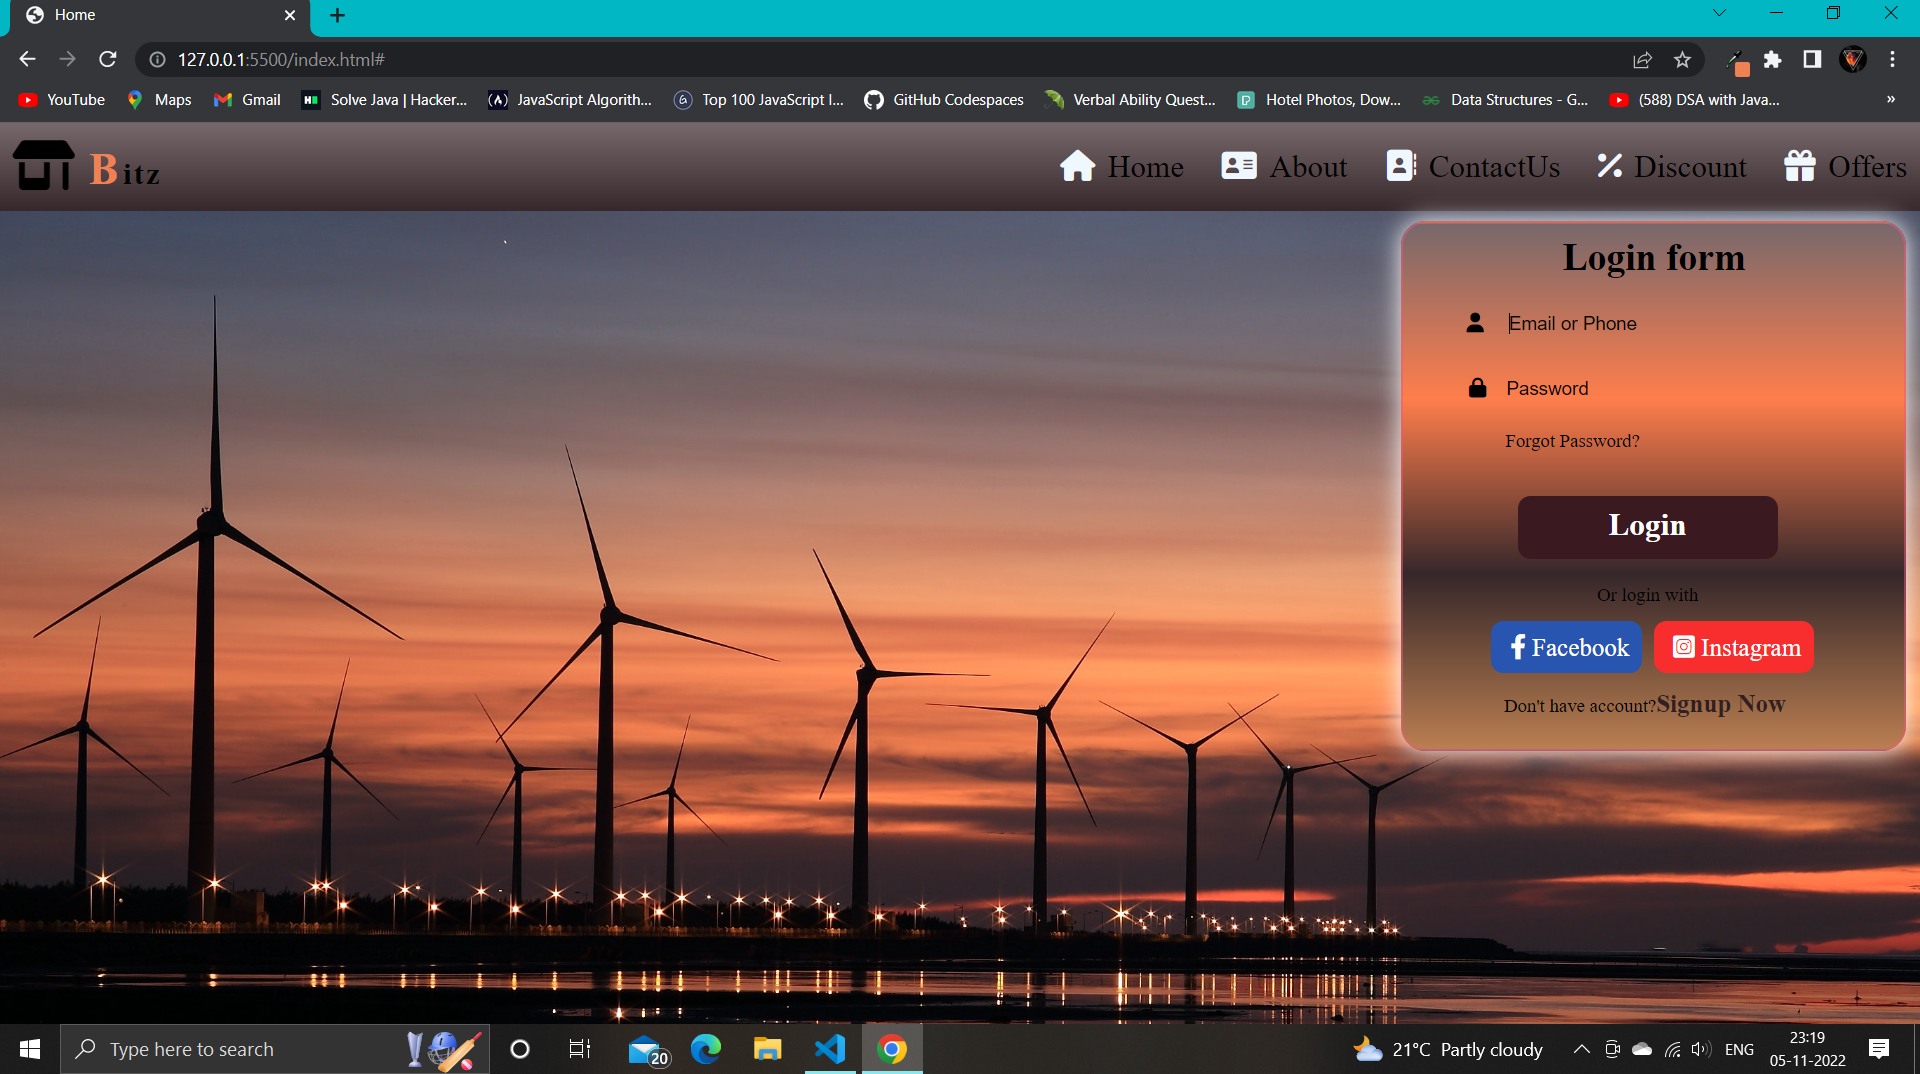 Home
127.0.0.1:5500/index.html#
YouTube Maps Gmail Solve Java | Hacker... JavaScript Algorith... Top 100 JavaScript I... GitHub Codespaces Verbal Ability Quest... Hotel Photos, Dow... Data Structures - G... (588) DSA with Java... »
Bitz Home About ContactUs Discount Offers
Login form
Email or Phone
Password
Forgot Password?
Login
Or login with
Facebook Instagram
Don't have account?Signup Now
Type here to search 20 21°C Partly cloudy ENG 23:19
05-11-2022